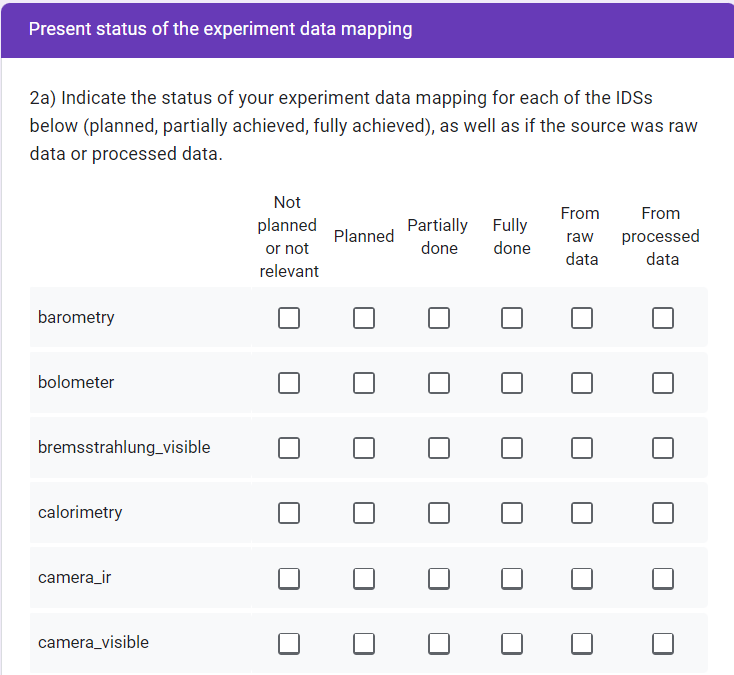 Present status of the experiment data mapping
2a) Indicate the status of your experiment data mapping for each of the IDSs
below (planned, partially achieved, fully achieved), as well as if the source was raw
data or processed data.
Not
planned
or not
relevant
Planned
Partially
done
Fully
done
From
raw
data
From
processed
data
barometry
bolometer
bremsstrahlung_visible
calorimetry
camera_ir
camera_visible